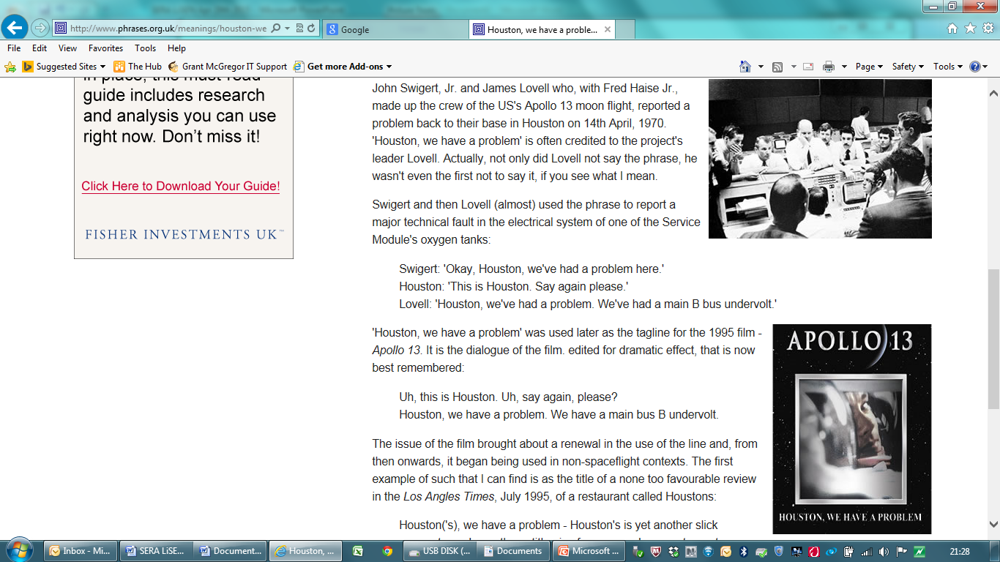 http://www.phrases.org.uk/meanings/houston-we
Google
Houston, we have a proble...
File Edit View Favorites Tools Help
Suggested Sites
The Hub
Grant McGregor IT Support
Get more Add-ons
Page
Safety
Tools
guide includes research
and analysis you can use
right now. Don't miss it!
Click Here to Download Your Guide!
FISHER INVESTMENTS UK™
John Swigert, Jr. and James Lovell who, with Fred Haise Jr.,
made up the crew of the US's Apollo 13 moon flight, reported a
problem back to their base in Houston on 14th April, 1970.
'Houston, we have a problem' is often credited to the project's
leader Lovell. Actually, not only did Lovell not say the phrase, he
wasn't even the first not to say it, if you see what I mean.
Swigert and then Lovell (almost) used the phrase to report a
major technical fault in the electrical system of one of the Service
Module's oxygen tanks:
Swigert: 'Okay, Houston, we've had a problem here.'
Houston: 'This is Houston. Say again please.'
Lovell: 'Houston, we've had a problem. We've had a main B bus undervolt.'
'Houston, we have a problem' was used later as the tagline for the 1995 film -
Apollo 13. It is the dialogue of the film. edited for dramatic effect, that is now
best remembered:
Uh, this is Houston. Uh, say again, please?
Houston, we have a problem. We have a main bus B undervolt.
The issue of the film brought about a renewal in the use of the line and, from
then onwards, it began being used in non-spaceflight contexts. The first
example of such that I can find is as the title of a none too favourable review
in the Los Angles Times, July 1995, of a restaurant called Houstons:
Houston('s), we have a problem - Houston's is yet another slick
APOLLO 13
HOUSTON, WE HAVE A PROBLEM
Inbox - Mi...
SERA LiSE...
Document...
Houston, ...
USB DISK (...
Documents
Microsoft ...
21:28